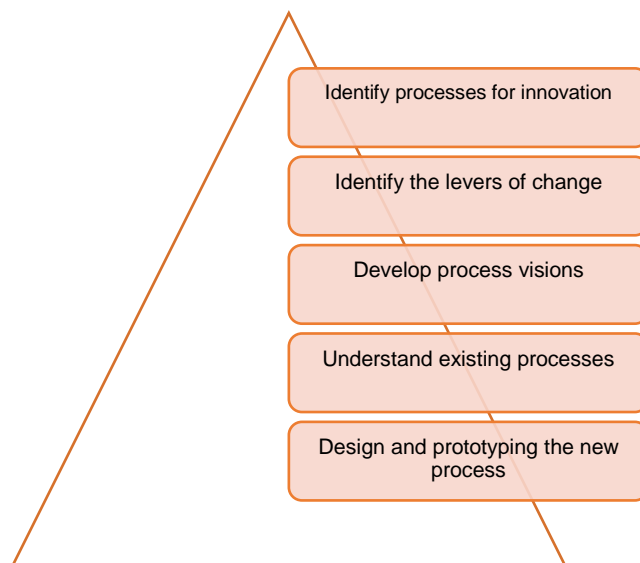 Identify processes for innovation
Identify the levers of change
Develop process visions
Understand existing processes
Design and prototyping the new
process